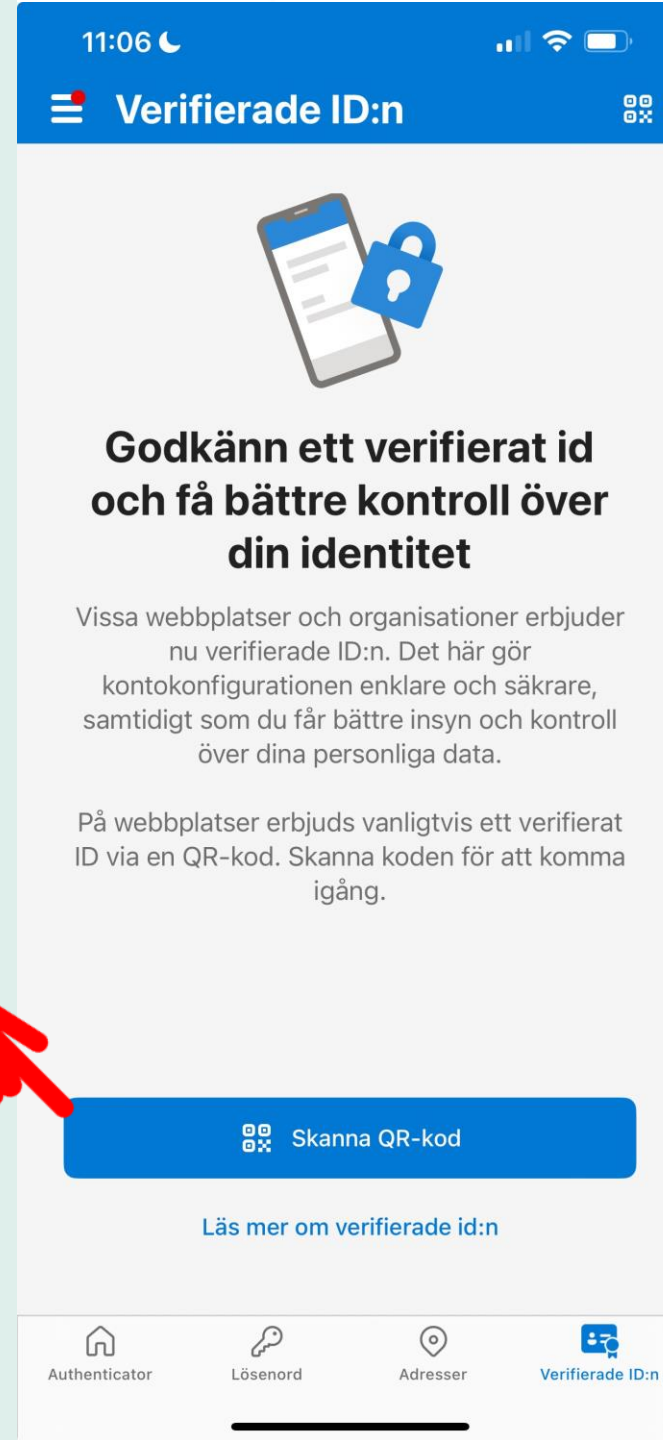 11:06
Verifierade ID:n
Godkänn ett verifierat id
och få bättre kontroll över
din identitet
Vissa webbplatser och organisationer erbjuder
nu verifierade ID:n. Det här gör
kontokonfigurationen enklare och säkrare,
samtidigt som du får bättre insyn och kontroll
över dina personliga data.
På webbplatser erbjuds vanligtvis ett verifierat
ID via en QR-kod. Skanna koden för att komma
igång.
Skanna QR-kod
Läs mer om verifierade id:n
Authenticator Lösenord Adresser Verifierade ID:n